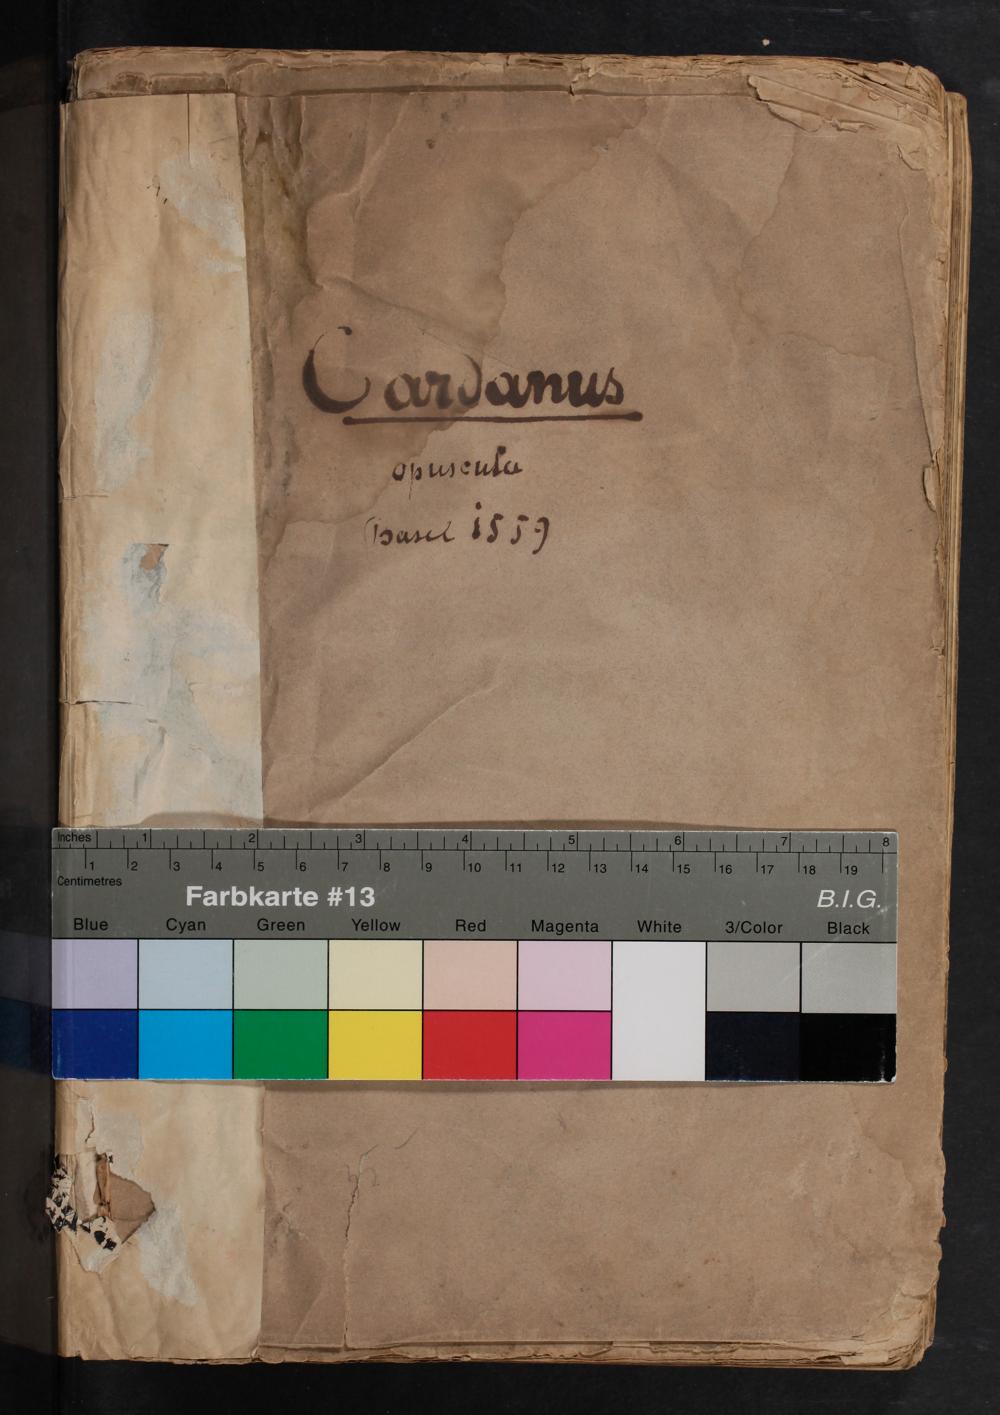 Cardanus
opuscula
(Basel 1559)
Inches 1 2 3 4 5 6 7 8
1 2 3 4 5 6 7 8 9 10 11 12 13 14 15 16 17 18 19
Centimetres
Farbkarte #13 B.I.G.
Blue Cyan Green Yellow Red Magenta White 3/Color Black